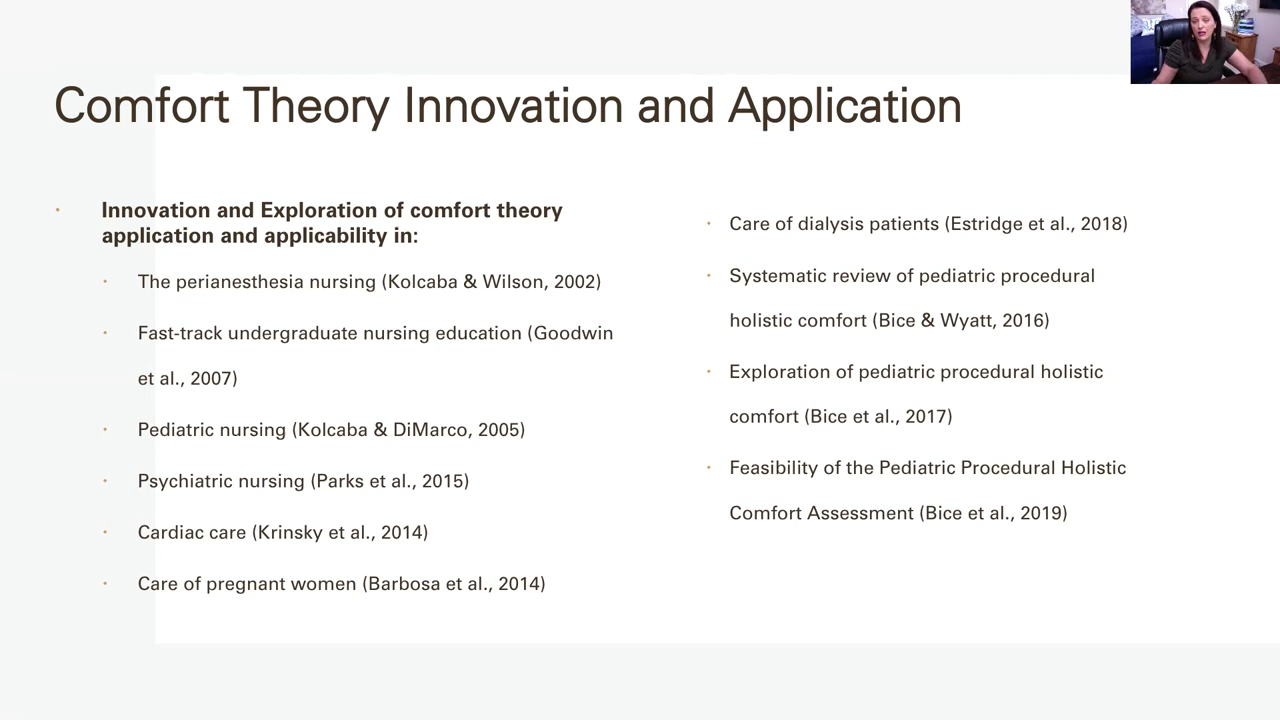 Comfort Theory Innovation and Application
Innovation and Exploration of comfort theory
application and applicability in:
The perianesthesia nursing (Kolcaba & Wilson, 2002)
Fast-track undergraduate nursing education (Goodwin
et al., 2007)
Pediatric nursing (Kolcaba & DiMarco, 2005)
Psychiatric nursing (Parks et al., 2015)
Cardiac care (Krinsky et al., 2014)
Care of pregnant women (Barbosa et al., 2014)
Care of dialysis patients (Estridge et al., 2018)
Systematic review of pediatric procedural
holistic comfort (Bice & Wyatt, 2016)
Exploration of pediatric procedural holistic
comfort (Bice et al., 2017)
Feasibility of the Pediatric Procedural Holistic
Comfort Assessment (Bice et al., 2019)